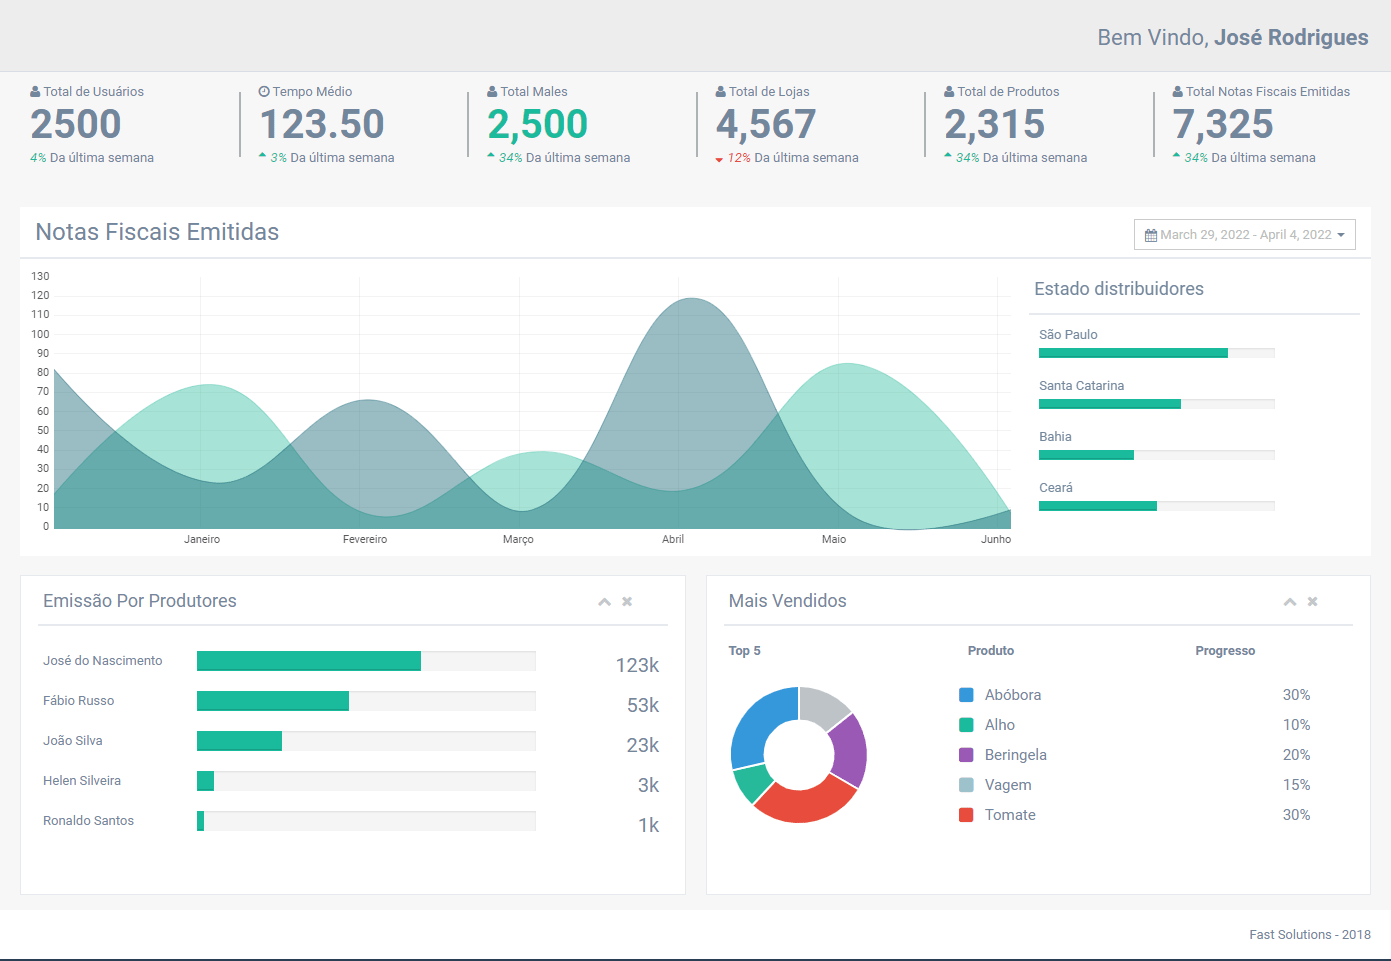 Bem Vindo, José Rodrigues
Total de Usuários
2500
4% Da última semana
Tempo Médio
123.50
3% Da última semana
Total Males
2,500
34% Da última semana
Total de Lojas
4,567
12% Da última semana
Total de Produtos
2,315
34% Da última semana
Total Notas Fiscais Emitidas
7,325
34% Da última semana
Notas Fiscais Emitidas
March 29, 2022 - April 4, 2022
130
120
110
100
90
80
70
60
50
40
30
20
10
0
Janeiro Fevereiro Março Abril Maio Junho
Estado distribuidores
São Paulo
Santa Catarina
Bahia
Ceará
Emissão Por Produtores
José do Nascimento 123k
Fábio Russo 53k
João Silva 23k
Helen Silveira 3k
Ronaldo Santos 1k
Mais Vendidos
Top 5 Produto Progresso
Abóbora 30%
Alho 10%
Beringela 20%
Vagem 15%
Tomate 30%
Fast Solutions - 2018